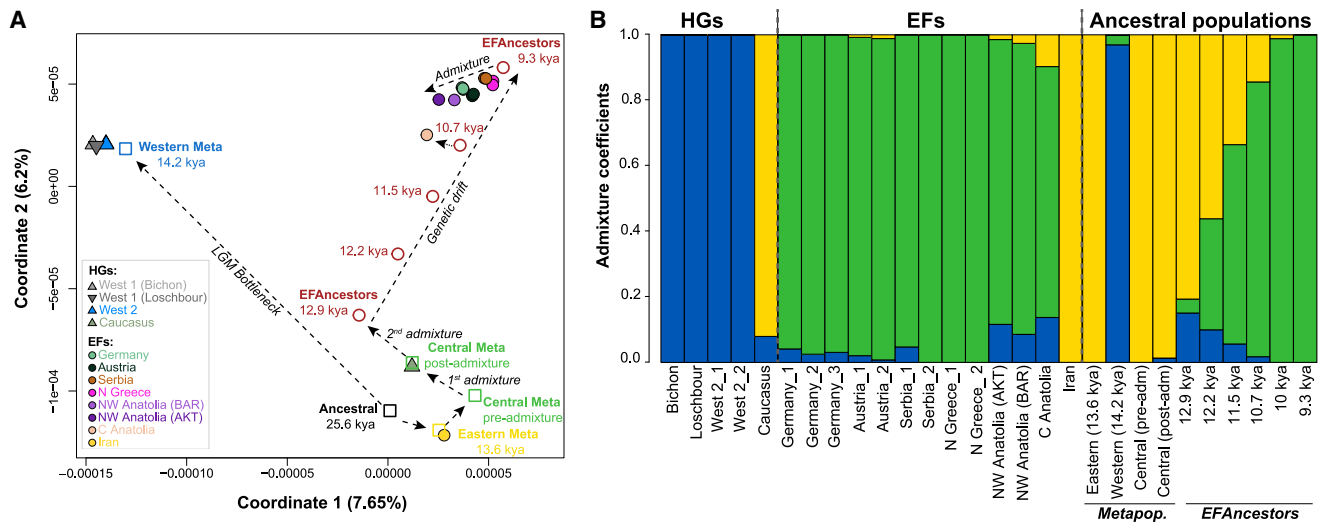 A
Coordinate 2 (6.2%)
5e−05
0e+00
−5e−05
−1e−04
−0.00015
−0.00010
−0.00005
0.00000
0.00005
Coordinate 1 (7.65%)
EFAncestors
9.3 kya
Admixture
10.7 kya
Western Meta
14.2 kya
11.5 kya
Genetic drift
12.2 kya
LGM Bottleneck
EFAncestors
12.9 kya
2nd admixture
Central Meta
post-admixture
1st admixture
Central Meta
pre-admixture
Ancestral
25.6 kya
Eastern Meta
13.6 kya
HGs:
West 1 (Bichon)
West 1 (Loschbour)
West 2
Caucasus
EFs:
Germany
Austria
Serbia
N Greece
NW Anatolia (BAR)
NW Anatolia (AKT)
C Anatolia
Iran
B
HGs
EFs
Ancestral populations
Admixture coefficients
1.0
0.8
0.6
0.4
0.2
0.0
Bichon
Loschbour
West 2_1
West 2_2
Caucasus
Germany_1
Germany_2
Germany_3
Austria_1
Austria_2
Serbia_1
Serbia_2
N Greece_1
N Greece_2
NW Anatolia (AKT)
NW Anatolia (BAR)
C Anatolia
Iran
Eastern (13.6 kya)
Western (14.2 kya)
Central (pre-adm)
Central (post-adm)
12.9 kya
12.2 kya
11.5 kya
10.7 kya
10 kya
9.3 kya
Metapop.
EFAncestors